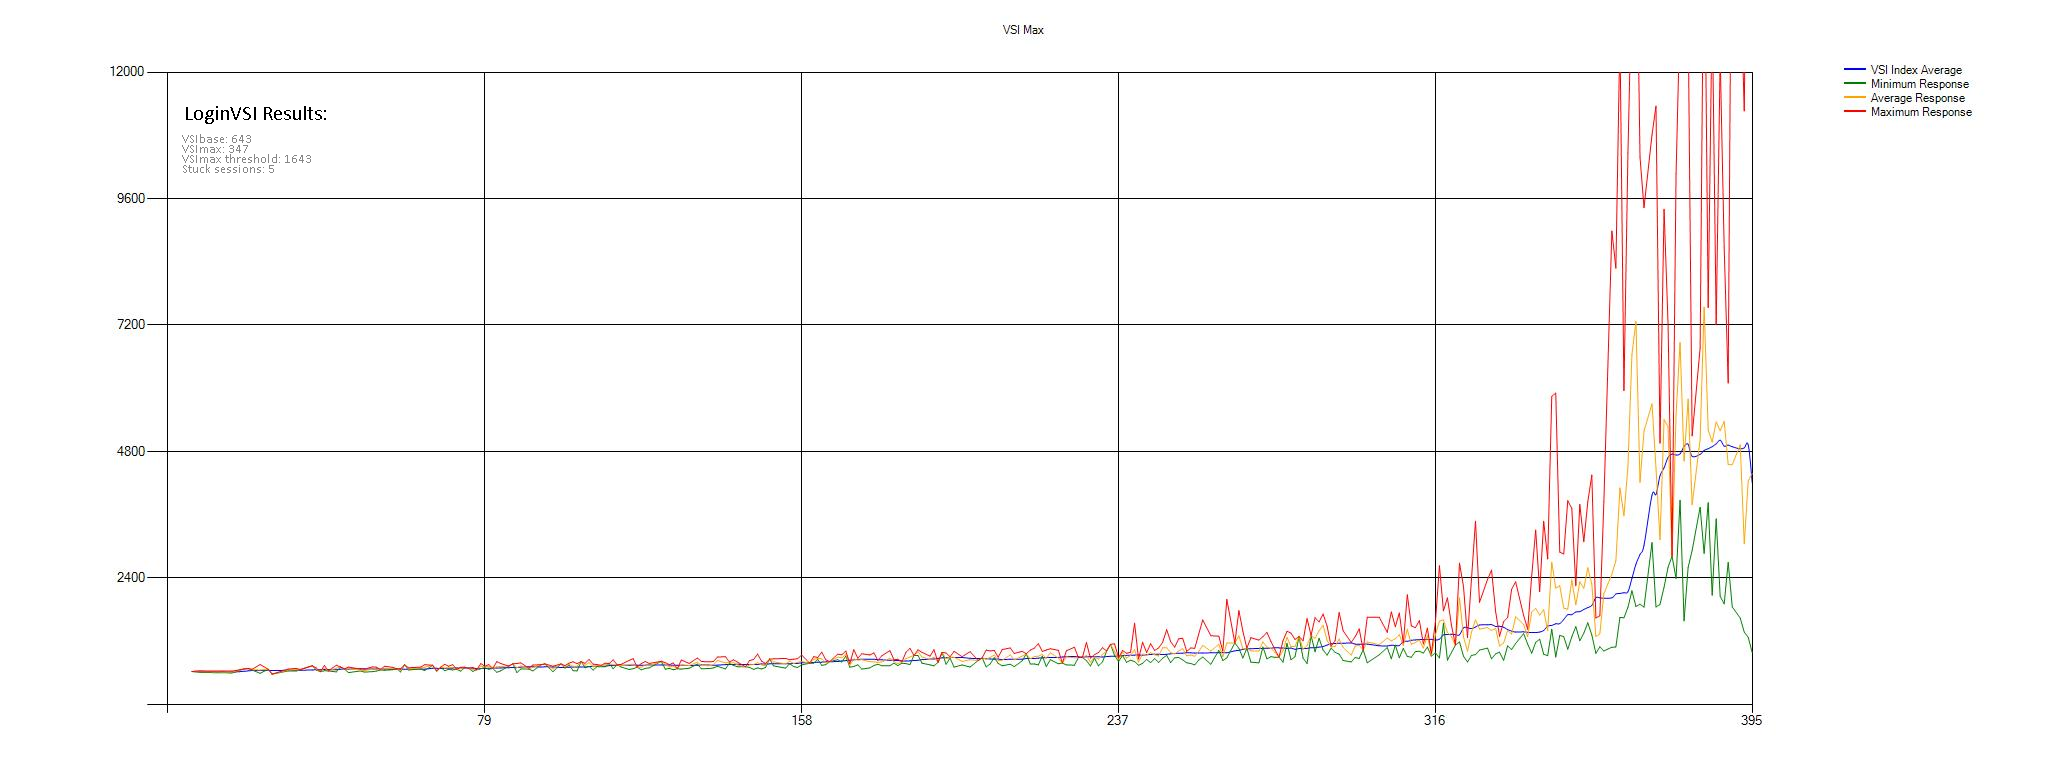 VSI Max
12000
9600
7200
4800
2400
LoginVSI Results:
VSIbase: 643
VSImax: 347
VSImax threshold: 1643
Stuck sessions: 5
79
158
237
316
395
VSI Index Average
Minimum Response
Average Response
Maximum Response